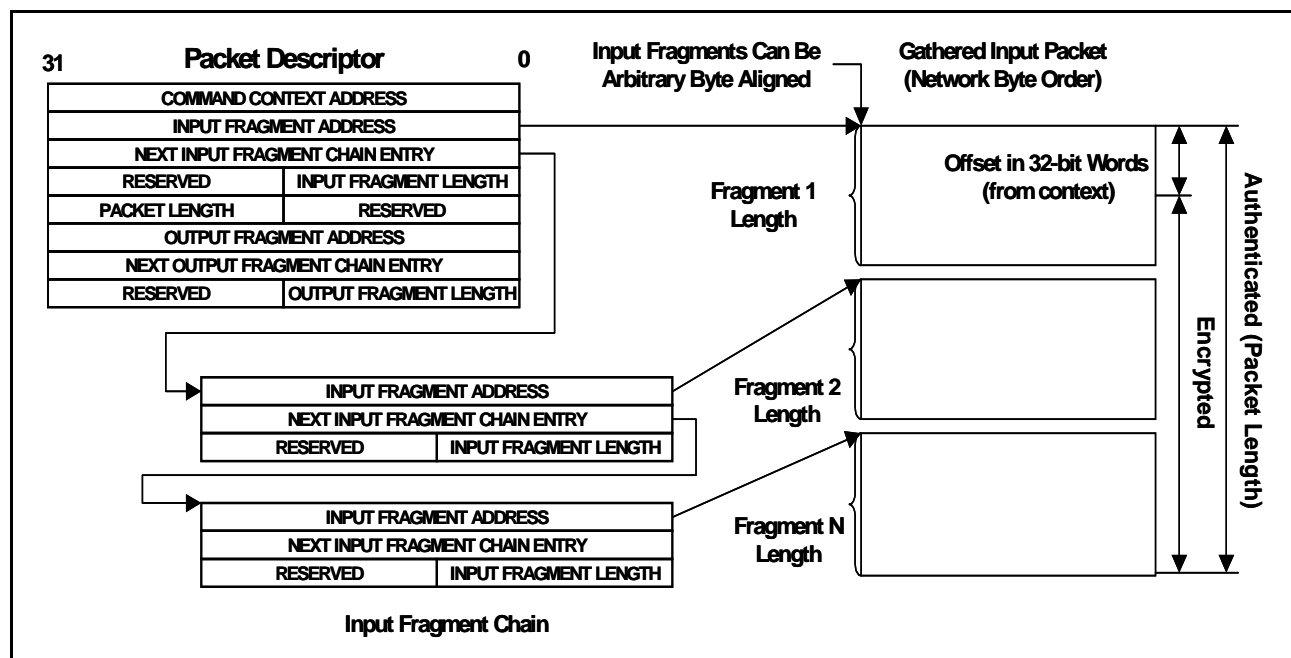 31 Packet Descriptor 0
COMMAND CONTEXT ADDRESS
INPUT FRAGMENT ADDRESS
NEXT INPUT FRAGMENT CHAIN ENTRY
RESERVED INPUT FRAGMENT LENGTH
PACKET LENGTH RESERVED
OUTPUT FRAGMENT ADDRESS
NEXT OUTPUT FRAGMENT CHAIN ENTRY
RESERVED OUTPUT FRAGMENT LENGTH
Input Fragments Can Be
Arbitrary Byte Aligned
Gathered Input Packet
(Network Byte Order)
Offset in 32-bit Words
(from context)
Fragment 1
Length
INPUT FRAGMENT ADDRESS
NEXT INPUT FRAGMENT CHAIN ENTRY
RESERVED INPUT FRAGMENT LENGTH
Fragment 2
Length
INPUT FRAGMENT ADDRESS
NEXT INPUT FRAGMENT CHAIN ENTRY
RESERVED INPUT FRAGMENT LENGTH
Fragment N
Length
Encrypted
Authenticated (Packet Length)
Input Fragment Chain